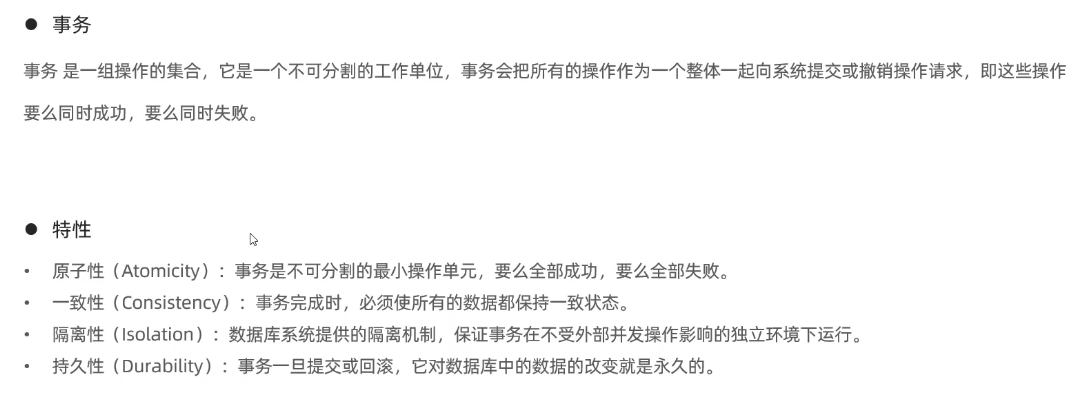 ● 事务
事务 是一组操作的集合，它是一个不可分割的工作单位，事务会把所有的操作作为一个整体一起向系统提交或撤销操作请求，即这些操作
要么同时成功，要么同时失败。
● 特性
• 原子性（Atomicity）：事务是不可分割的最小操作单元，要么全部成功，要么全部失败。
• 一致性（Consistency）：事务完成时，必须使所有的数据都保持一致状态。
• 隔离性（Isolation）：数据库系统提供的隔离机制，保证事务在不受外部并发操作影响的独立环境下运行。
• 持久性（Durability）：事务一旦提交或回滚，它对数据库中的数据的改变就是永久的。